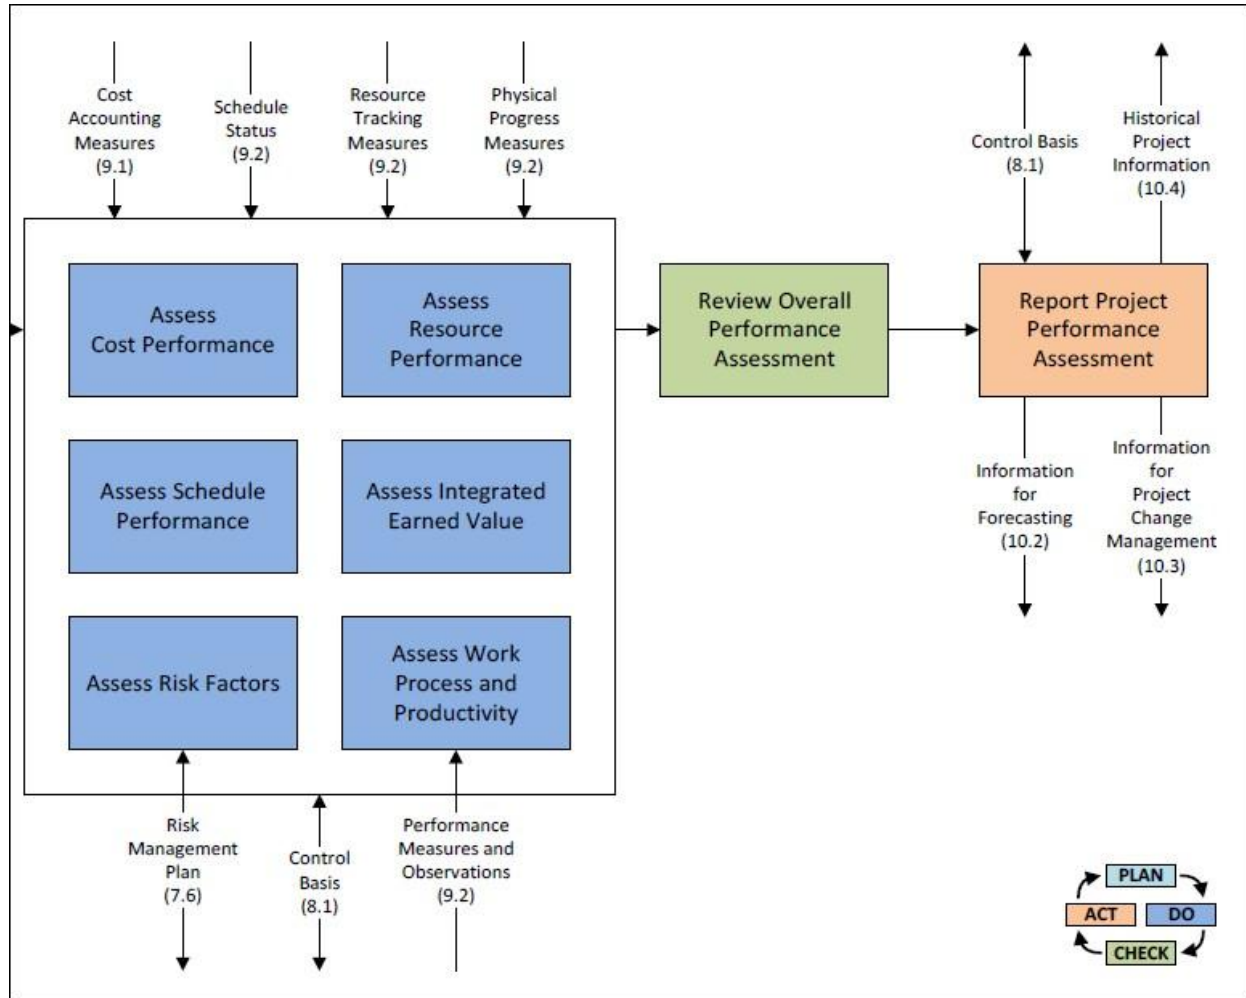 Cost
Accounting
Measures
(9.1)
Schedule
Status
(9.2)
Resource
Tracking
Measures
(9.2)
Physical
Progress
Measures
(9.2)
Control Basis
(8.1)
Historical
Project
Information
(10.4)
Assess
Cost Performance
Assess
Resource
Performance
Review Overall
Performance
Assessment
Report Project
Performance
Assessment
Assess Schedule
Performance
Assess Integrated
Earned Value
Information
for
Forecasting
(10.2)
Information
for
Project
Change
Management
(10.3)
Assess Risk Factors
Assess Work
Process and
Productivity
Risk
Management
Plan
(7.6)
Control
Basis
(8.1)
Performance
Measures and
Observations
(9.2)
PLAN
ACT
DO
CHECK